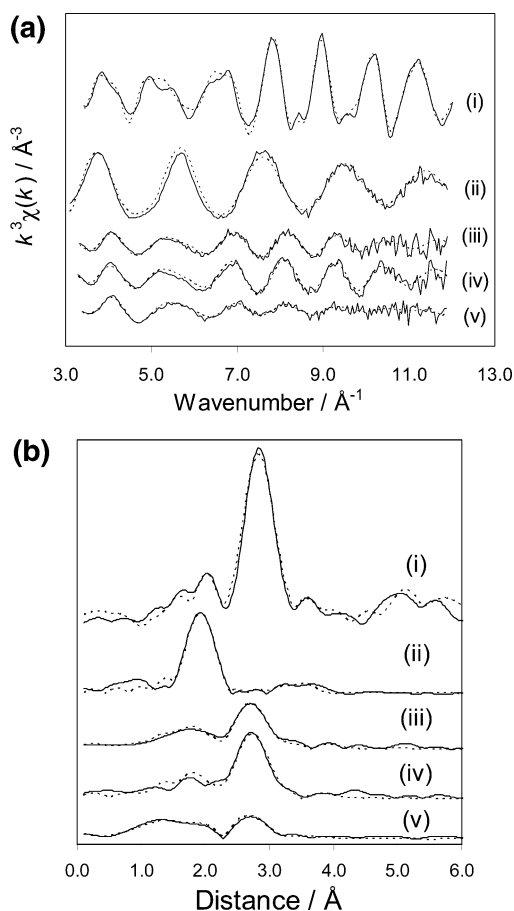 (a)
k³χ(k) / Å⁻³
(i)
(ii)
(iii)
(iv)
(v)
3.0 5.0 7.0 9.0 11.0 13.0
Wavenumber / Å⁻¹
(b)
(i)
(ii)
(iii)
(iv)
(v)
0.0 1.0 2.0 3.0 4.0 5.0 6.0
Distance / Å